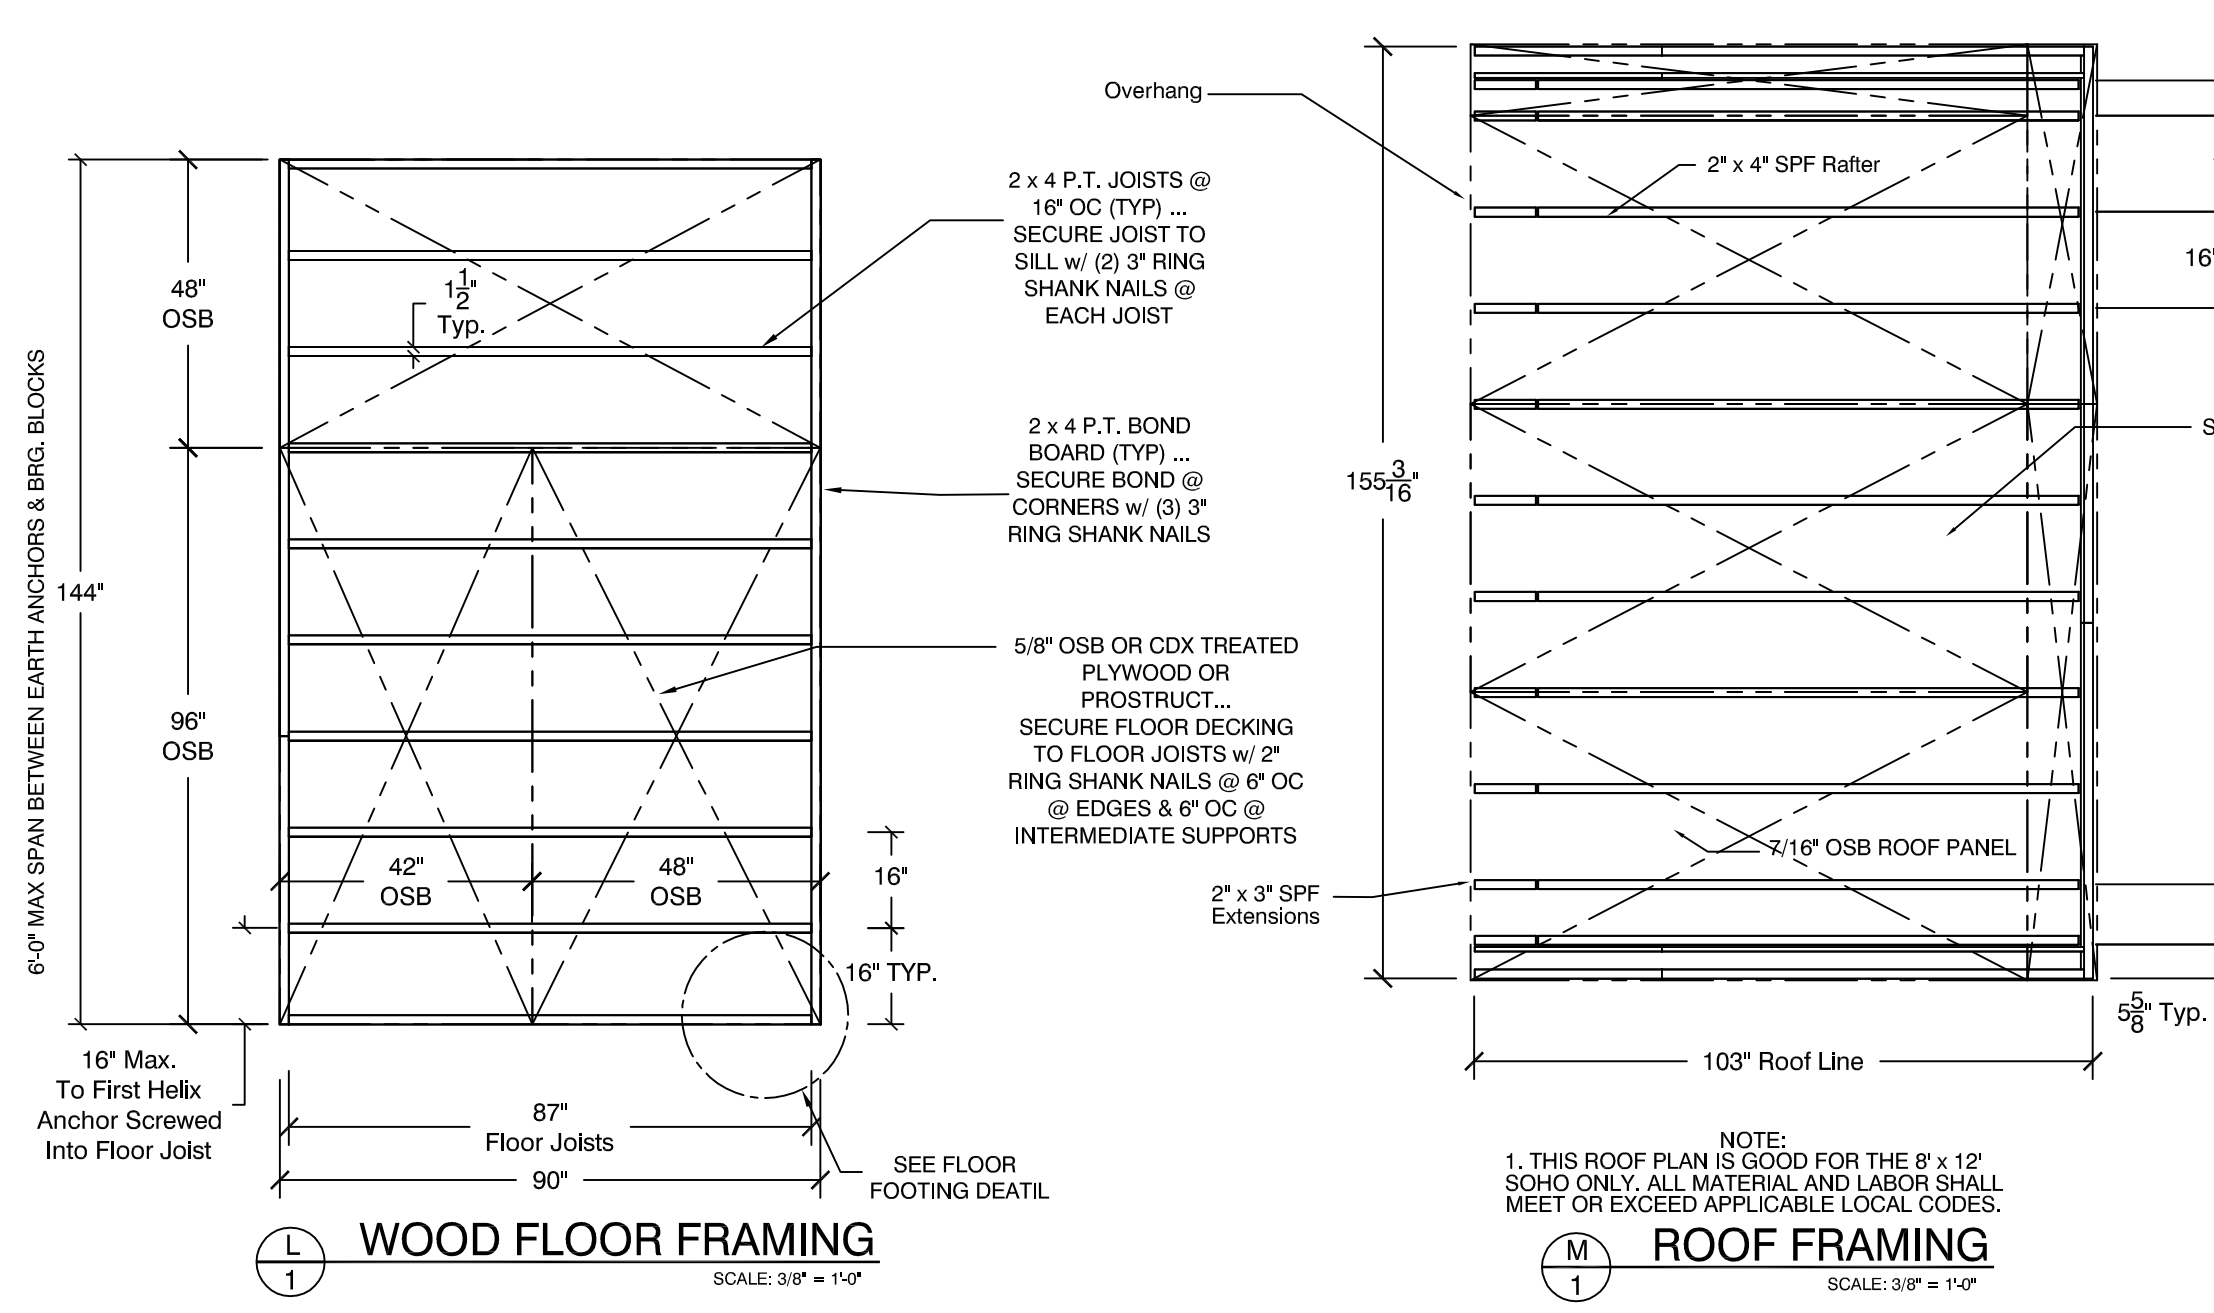 48"
OSB
1 1/2"
Typ.
6'-0" MAX SPAN BETWEEN EARTH ANCHORS & BRG. BLOCKS
144"
96"
OSB
42"
OSB
48"
OSB
16"
16" TYP.
16" Max.
To First Helix
Anchor Screwed
Into Floor Joist
87"
Floor Joists
90"
2 x 4 P.T. JOISTS @
16" OC (TYP) ...
SECURE JOIST TO
SILL w/ (2) 3" RING
SHANK NAILS @
EACH JOIST
2 x 4 P.T. BOND
BOARD (TYP) ...
SECURE BOND @
CORNERS w/ (3) 3"
RING SHANK NAILS
5/8" OSB OR CDX TREATED
PLYWOOD OR
PROSTRUCT...
SECURE FLOOR DECKING
TO FLOOR JOISTS w/ 2"
RING SHANK NAILS @ 6" OC
@ EDGES & 6" OC @
INTERMEDIATE SUPPORTS
SEE FLOOR
FOOTING DEATIL
L
1
WOOD FLOOR FRAMING
SCALE: 3/8" = 1'-0"
Overhang
2" x 4" SPF Rafter
16"
S
155 3/16"
7/16" OSB ROOF PANEL
2" x 3" SPF
Extensions
5 5/8" Typ.
103" Roof Line
NOTE:
1. THIS ROOF PLAN IS GOOD FOR THE 8' x 12'
SOHO ONLY. ALL MATERIAL AND LABOR SHALL
MEET OR EXCEED APPLICABLE LOCAL CODES.
M
1
ROOF FRAMING
SCALE: 3/8" = 1'-0"